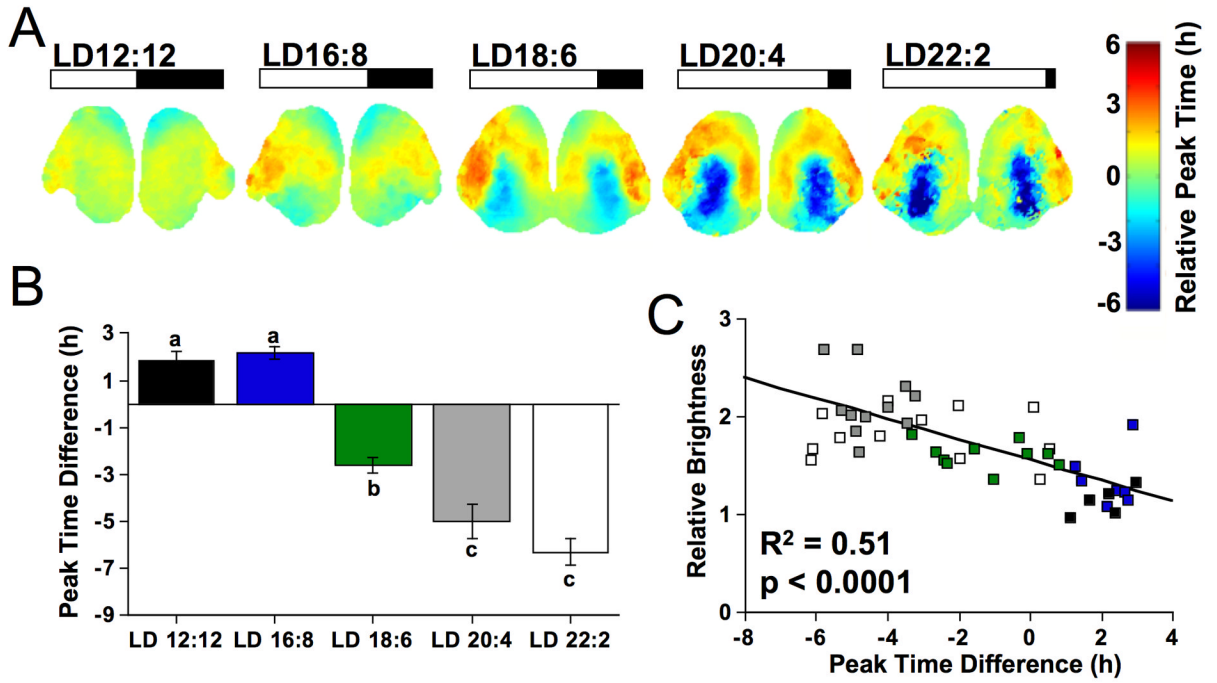 A
LD12:12
LD16:8
LD18:6
LD20:4
LD22:2
6
3
0
-3
-6
Relative Peak Time (h)
B
Peak Time Difference (h)
3
1
-1
-3
-5
-7
-9
a
a
b
c
c
LD 12:12
LD 16:8
LD 18:6
LD 20:4
LD 22:2
C
Relative Brightness
3
2
1
0
R² = 0.51
p < 0.0001
-8
-6
-4
-2
0
2
4
Peak Time Difference (h)